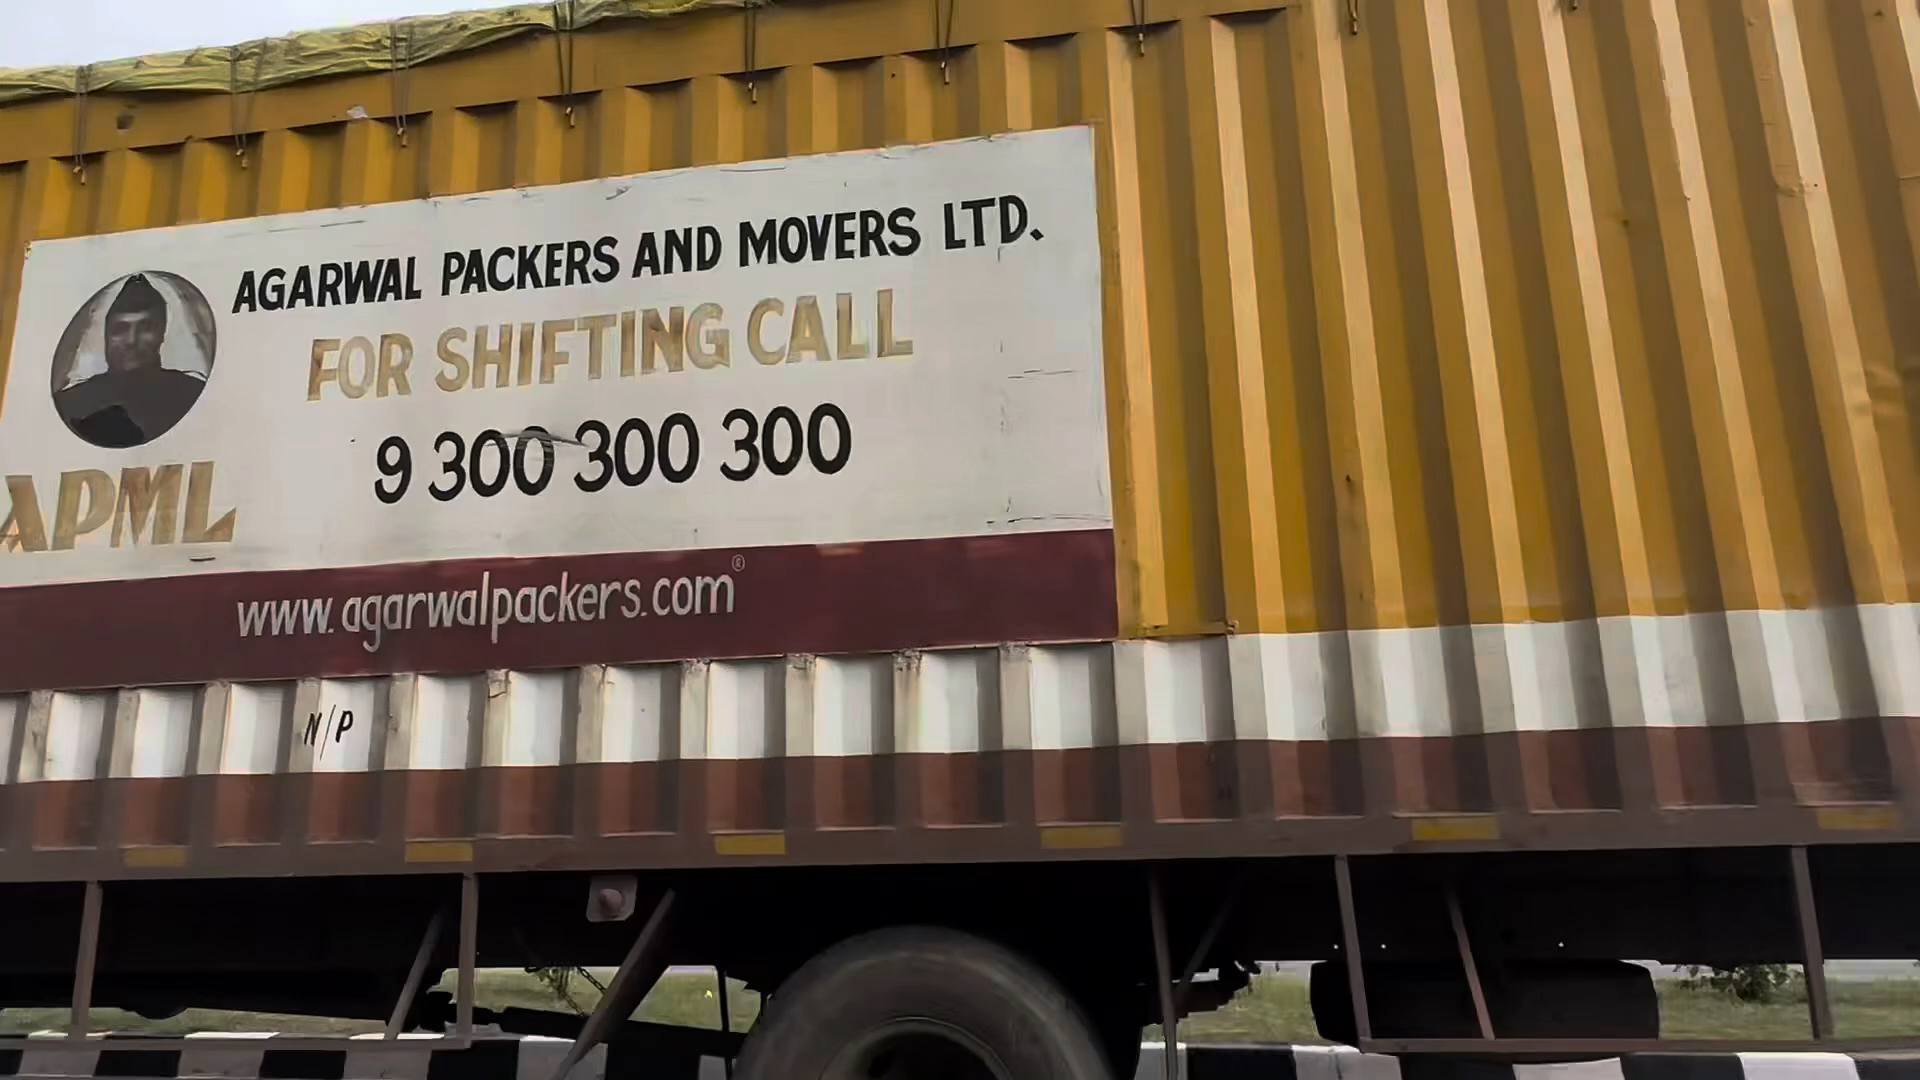 AGARWAL PACKERS AND MOVERS LTD.
FOR SHIFTING CALL
9 300 300 300
APML
www.agarwalpackers.com®
N/P